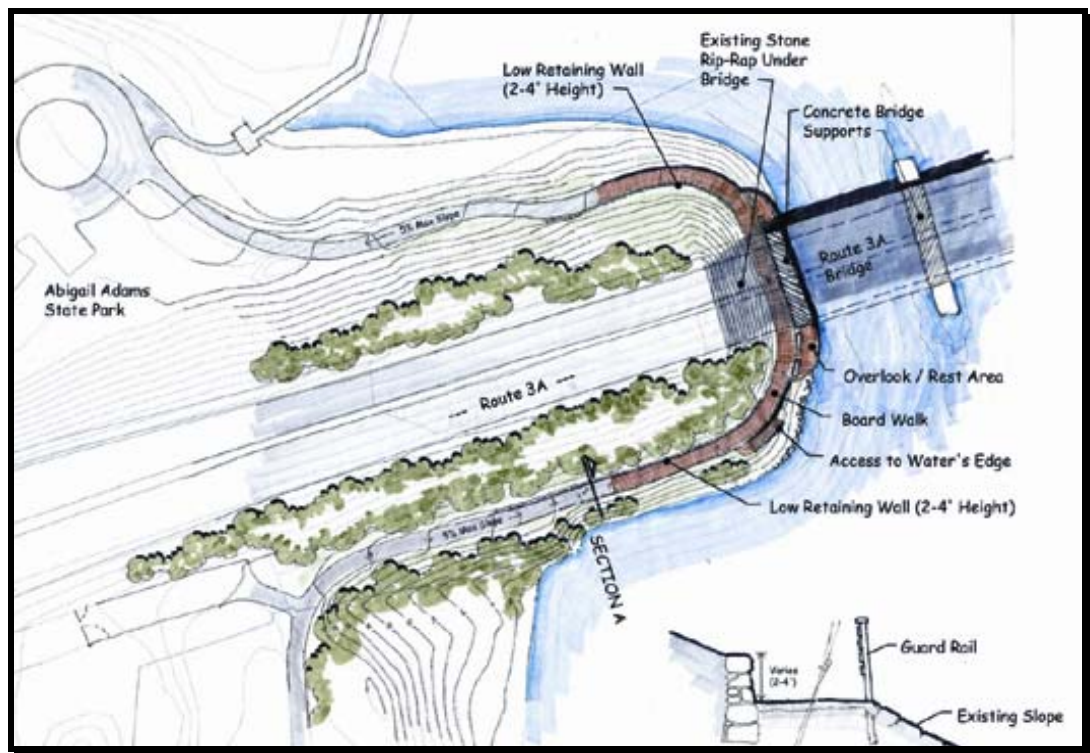 Existing Stone
Rip-Rap Under
Bridge
Low Retaining Wall
(2-4' Height)
Concrete Bridge
Supports
5% Max Slope
Route 3A
Bridge
Abigail Adams
State Park
--- Route 3A ---
Overlook / Rest Area
Board Walk
Access to Water's Edge
Low Retaining Wall (2-4' Height)
5% Max Slope
SECTION A
Guard Rail
Varies
(2-4')
Existing Slope